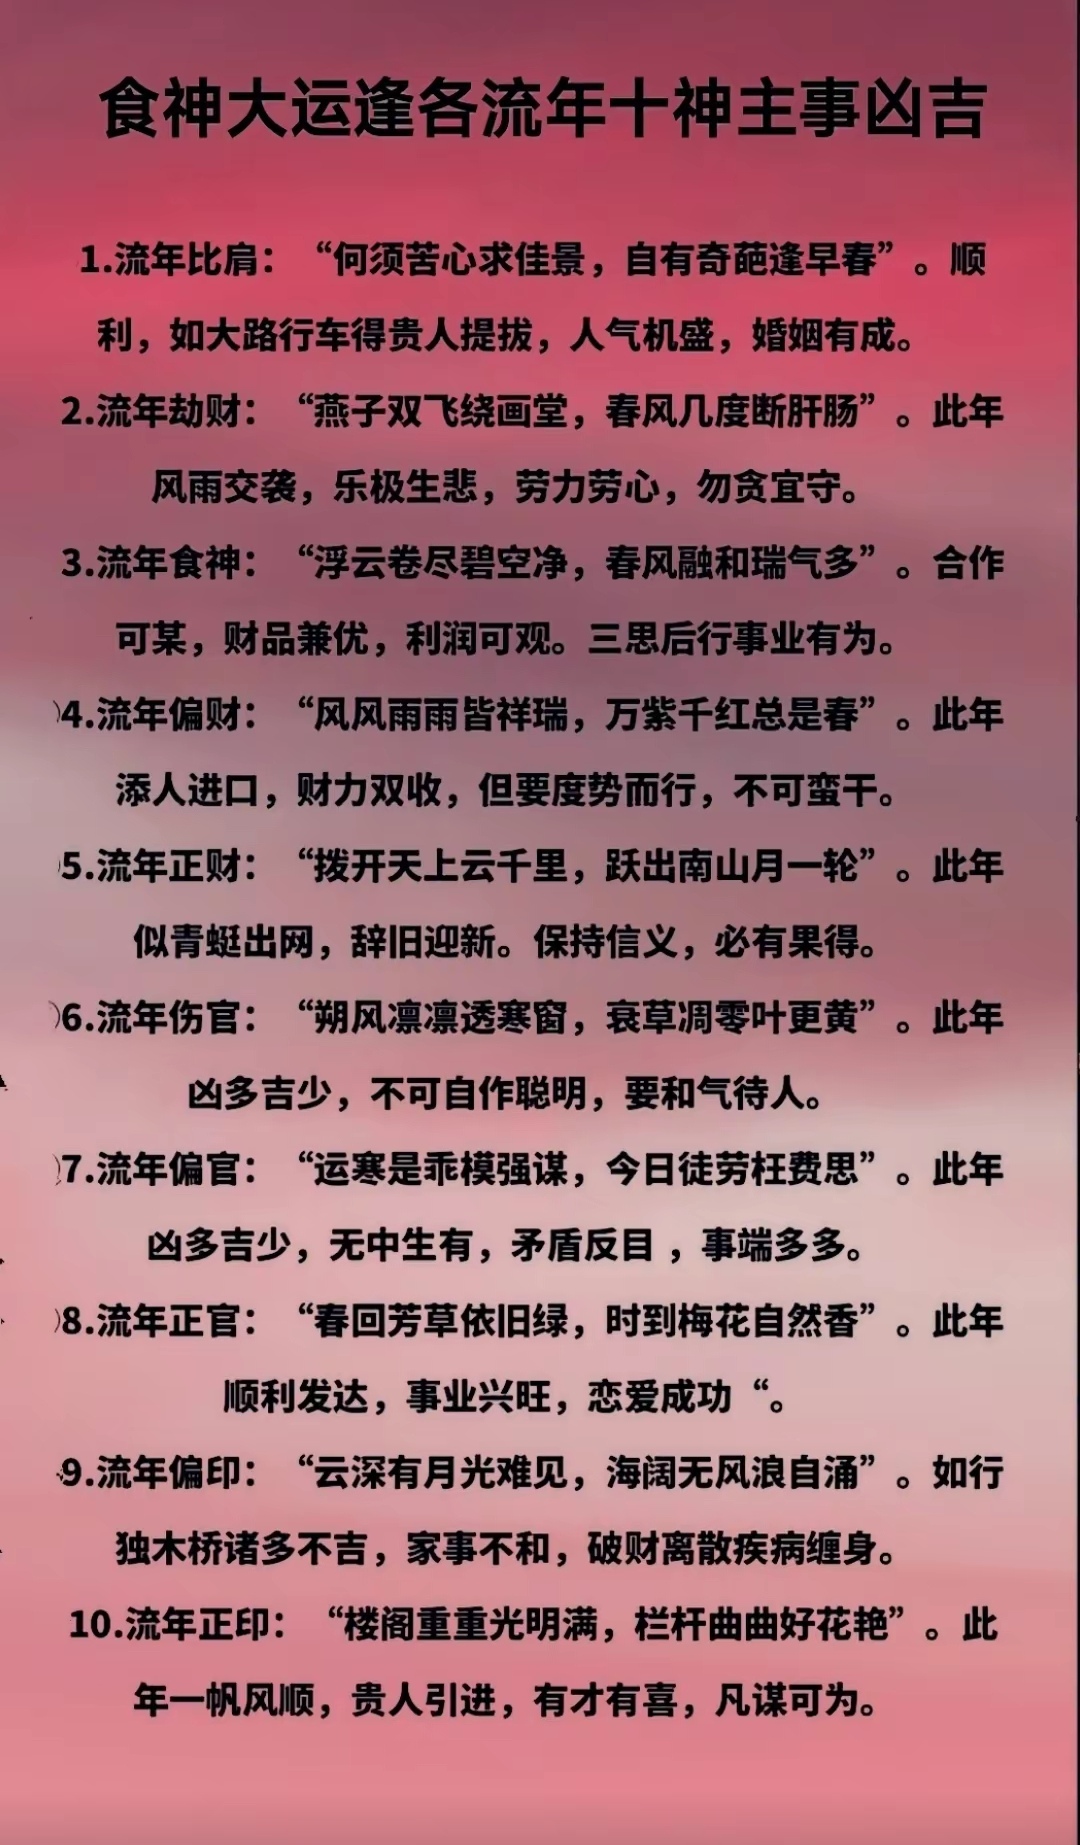 食神大运逢各流年十神主事凶吉
1.流年比肩：“何须苦心求佳景，自有奇葩逢早春”。顺
利，如大路行车得贵人提拔，人气机盛，婚姻有成。
2.流年劫财：“燕子双飞绕画堂，春风几度断肝肠”。此年
风雨交袭，乐极生悲，劳力劳心，勿贪宜守。
3.流年食神：“浮云卷尽碧空净，春风融和瑞气多”。合作
可某，财品兼优，利润可观。三思后行事业有为。
4.流年偏财：“风风雨雨皆祥瑞，万紫千红总是春”。此年
添人进口，财力双收，但要度势而行，不可蛮干。
5.流年正财：“拨开天上云千里，跃出南山月一轮”。此年
似青蜓出网，辞旧迎新。保持信义，必有果得。
6.流年伤官：“朔风凛凛透寒窗，衰草凋零叶更黄”。此年
凶多吉少，不可自作聪明，要和气待人。
7.流年偏官：“运寒是乖模强谋，今日徒劳枉费思”。此年
凶多吉少，无中生有，矛盾反目，事端多多。
8.流年正官：“春回芳草依旧绿，时到梅花自然香”。此年
顺利发达，事业兴旺，恋爱成功“。
9.流年偏印：“云深有月光难见，海阔无风浪自涌”。如行
独木桥诸多不吉，家事不和，破财离散疾病缠身。
10.流年正印：“楼阁重重光明满，栏杆曲曲好花艳”。此
年一帆风顺，贵人引进，有才有喜，凡谋可为。